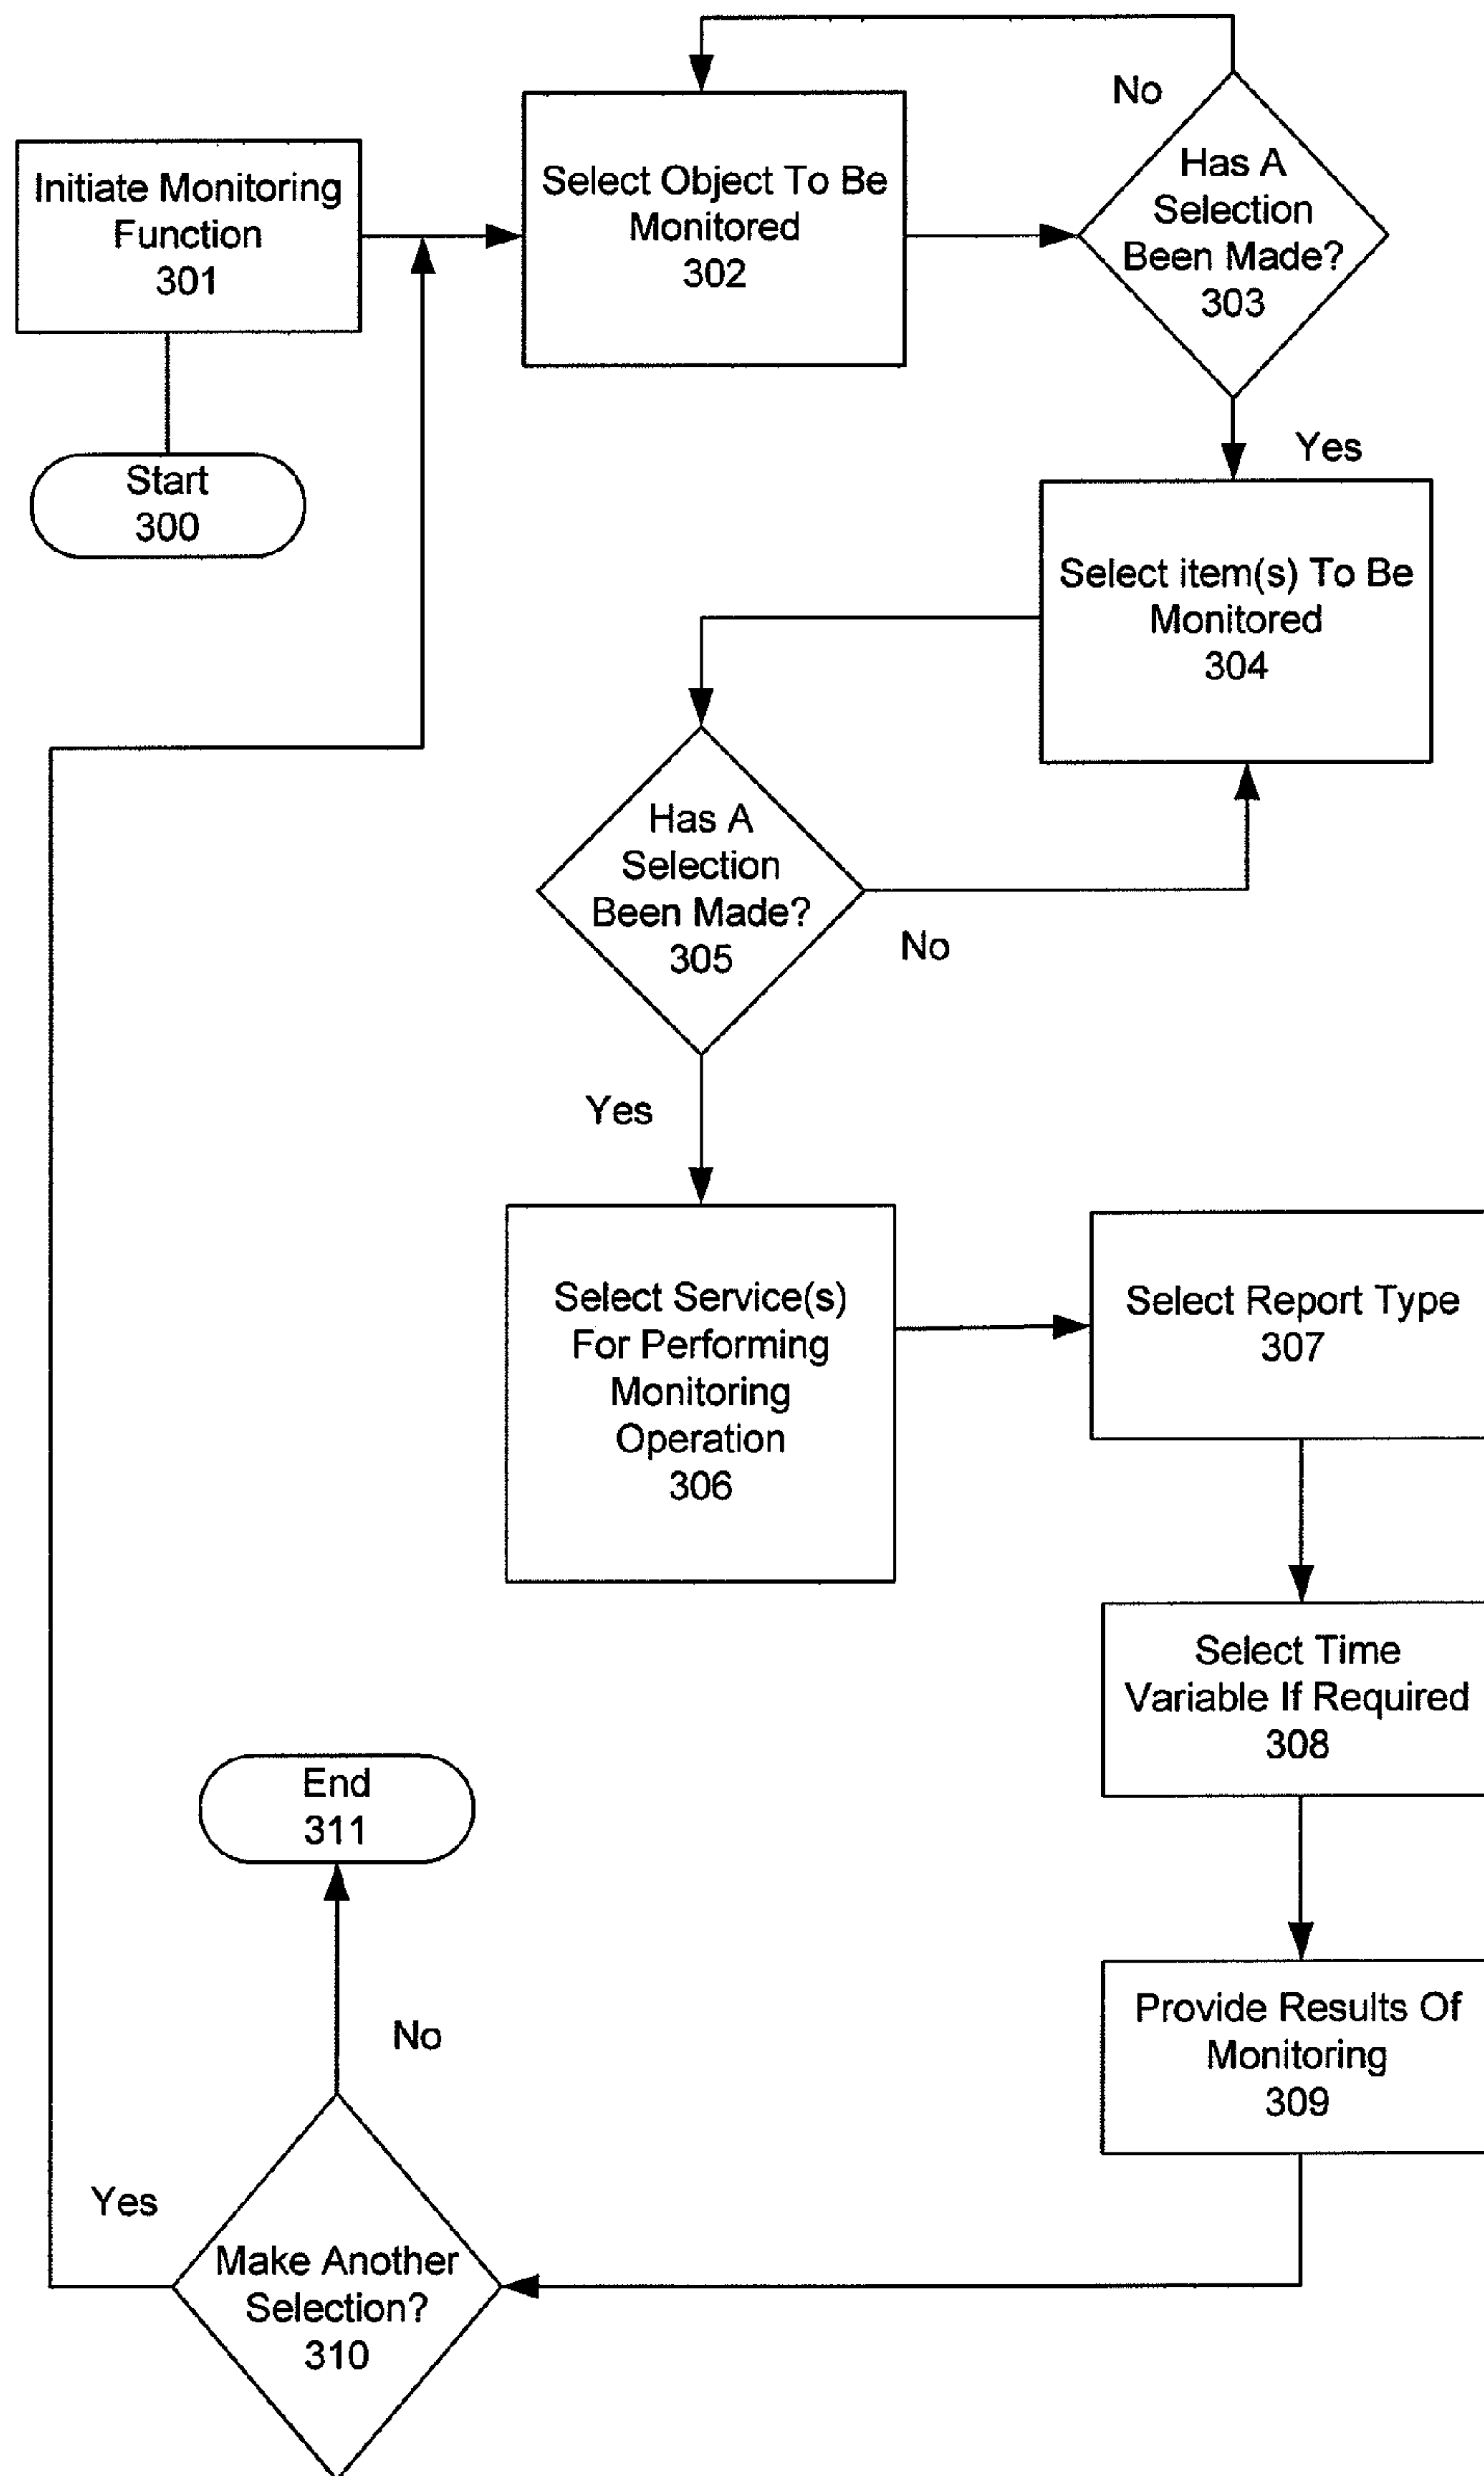 Initiate Monitoring
Function
301
Start
300
Select Object To Be
Monitored
302
No
Has A
Selection
Been Made?
303
Yes
Select item(s) To Be
Monitored
304
Has A
Selection
Been Made?
305
No
Yes
Select Service(s)
For Performing
Monitoring
Operation
306
Select Report Type
307
Select Time
Variable If Required
308
Provide Results Of
Monitoring
309
Make Another
Selection?
310
Yes
No
End
311